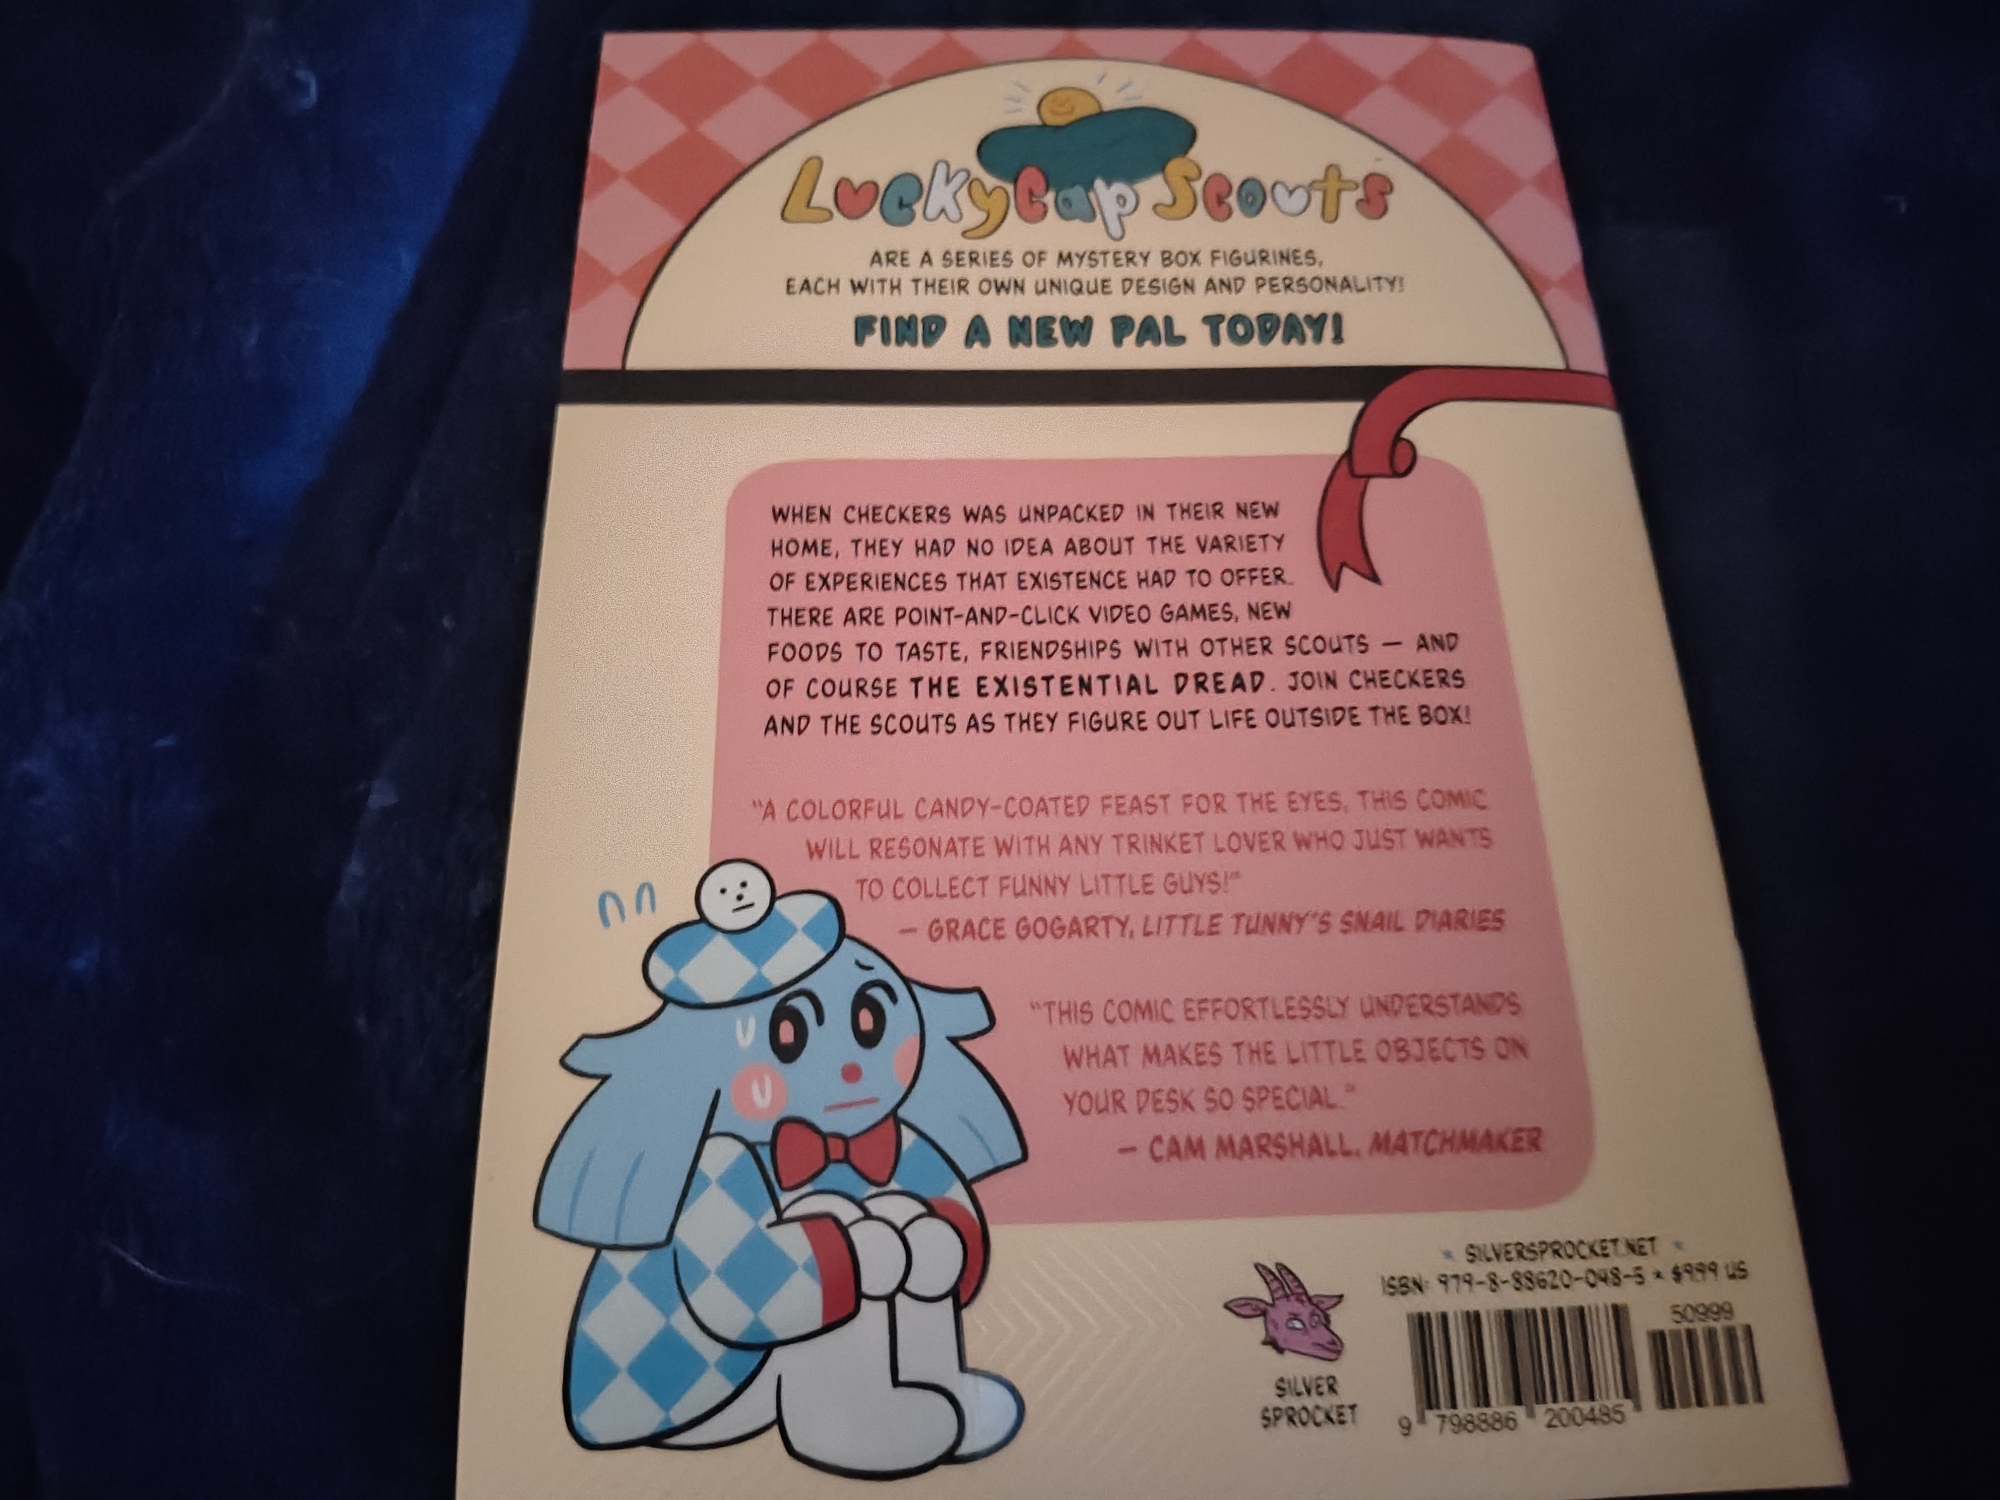 LuckyCap Scouts
ARE A SERIES OF MYSTERY BOX FIGURINES,
EACH WITH THEIR OWN UNIQUE DESIGN AND PERSONALITY!
FIND A NEW PAL TODAY!
WHEN CHECKERS WAS UNPACKED IN THEIR NEW
HOME, THEY HAD NO IDEA ABOUT THE VARIETY
OF EXPERIENCES THAT EXISTENCE HAD TO OFFER.
THERE ARE POINT-AND-CLICK VIDEO GAMES, NEW
FOODS TO TASTE, FRIENDSHIPS WITH OTHER SCOUTS — AND
OF COURSE THE EXISTENTIAL DREAD. JOIN CHECKERS
AND THE SCOUTS AS THEY FIGURE OUT LIFE OUTSIDE THE BOX!
"A COLORFUL CANDY-COATED FEAST FOR THE EYES, THIS COMIC
WILL RESONATE WITH ANY TRINKET LOVER WHO JUST WANTS
TO COLLECT FUNNY LITTLE GUYS!"
— GRACE GOGARTY, LITTLE TUNNY'S SNAIL DIARIES
"THIS COMIC EFFORTLESSLY UNDERSTANDS
WHAT MAKES THE LITTLE OBJECTS ON
YOUR DESK SO SPECIAL."
— CAM MARSHALL, MATCHMAKER
SILVERSPROCKET.NET
ISBN: 979-8-88620-048-5 * $9.99 US
50999
SILVER
SPROCKET
9 798886 200485